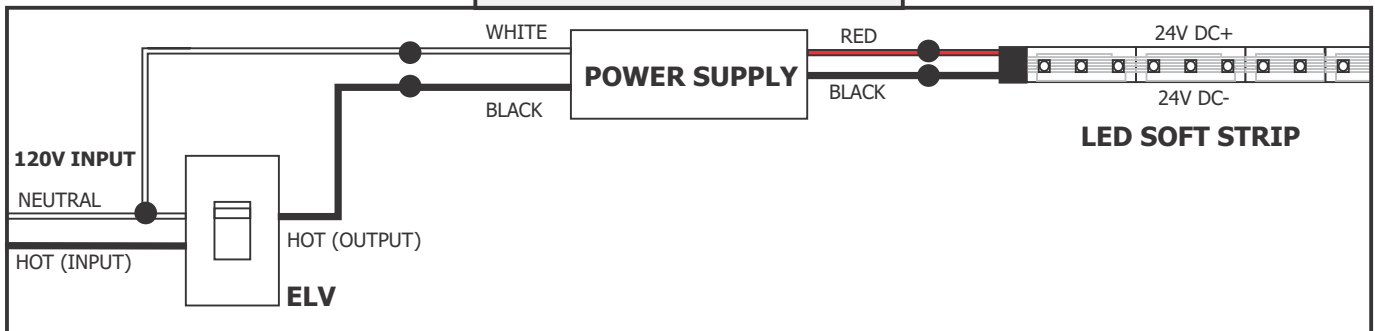 WHITE
RED
24V DC+
POWER SUPPLY
BLACK
BLACK
24V DC-
LED SOFT STRIP
120V INPUT
NEUTRAL
HOT (OUTPUT)
HOT (INPUT)
ELV